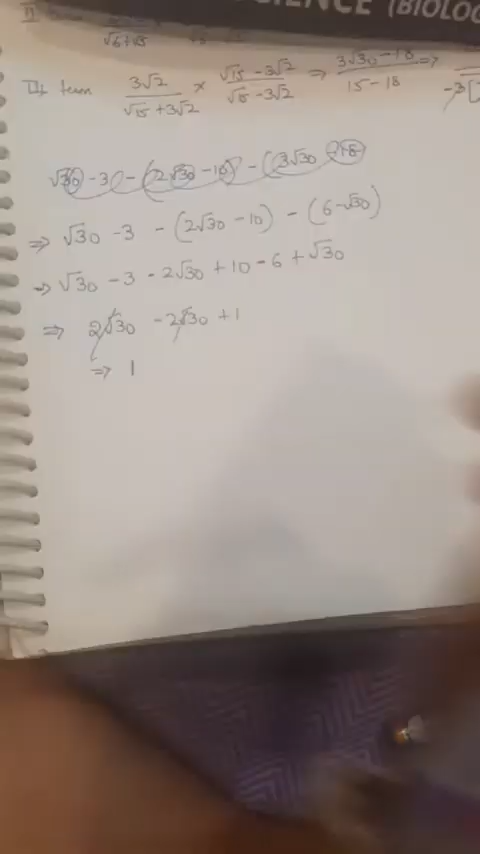 SCIENCE (BIOLOG
II
√6+√5
IIIrd term 3√2/(√15 + 3√2) × (√15 - 3√2)/(√15 - 3√2) ⇒ (3√30 - 18)/(15 - 18) ⇒
√30 - 3 - (2√30 - 10) - (3√30
⇒ √30 - 3 - (2√30 - 10) - (6 - √30)
⇒ √30 - 3 - 2√30 + 10 - 6 + √30
⇒ 2√30 - 2√30 + 1
⇒ 1